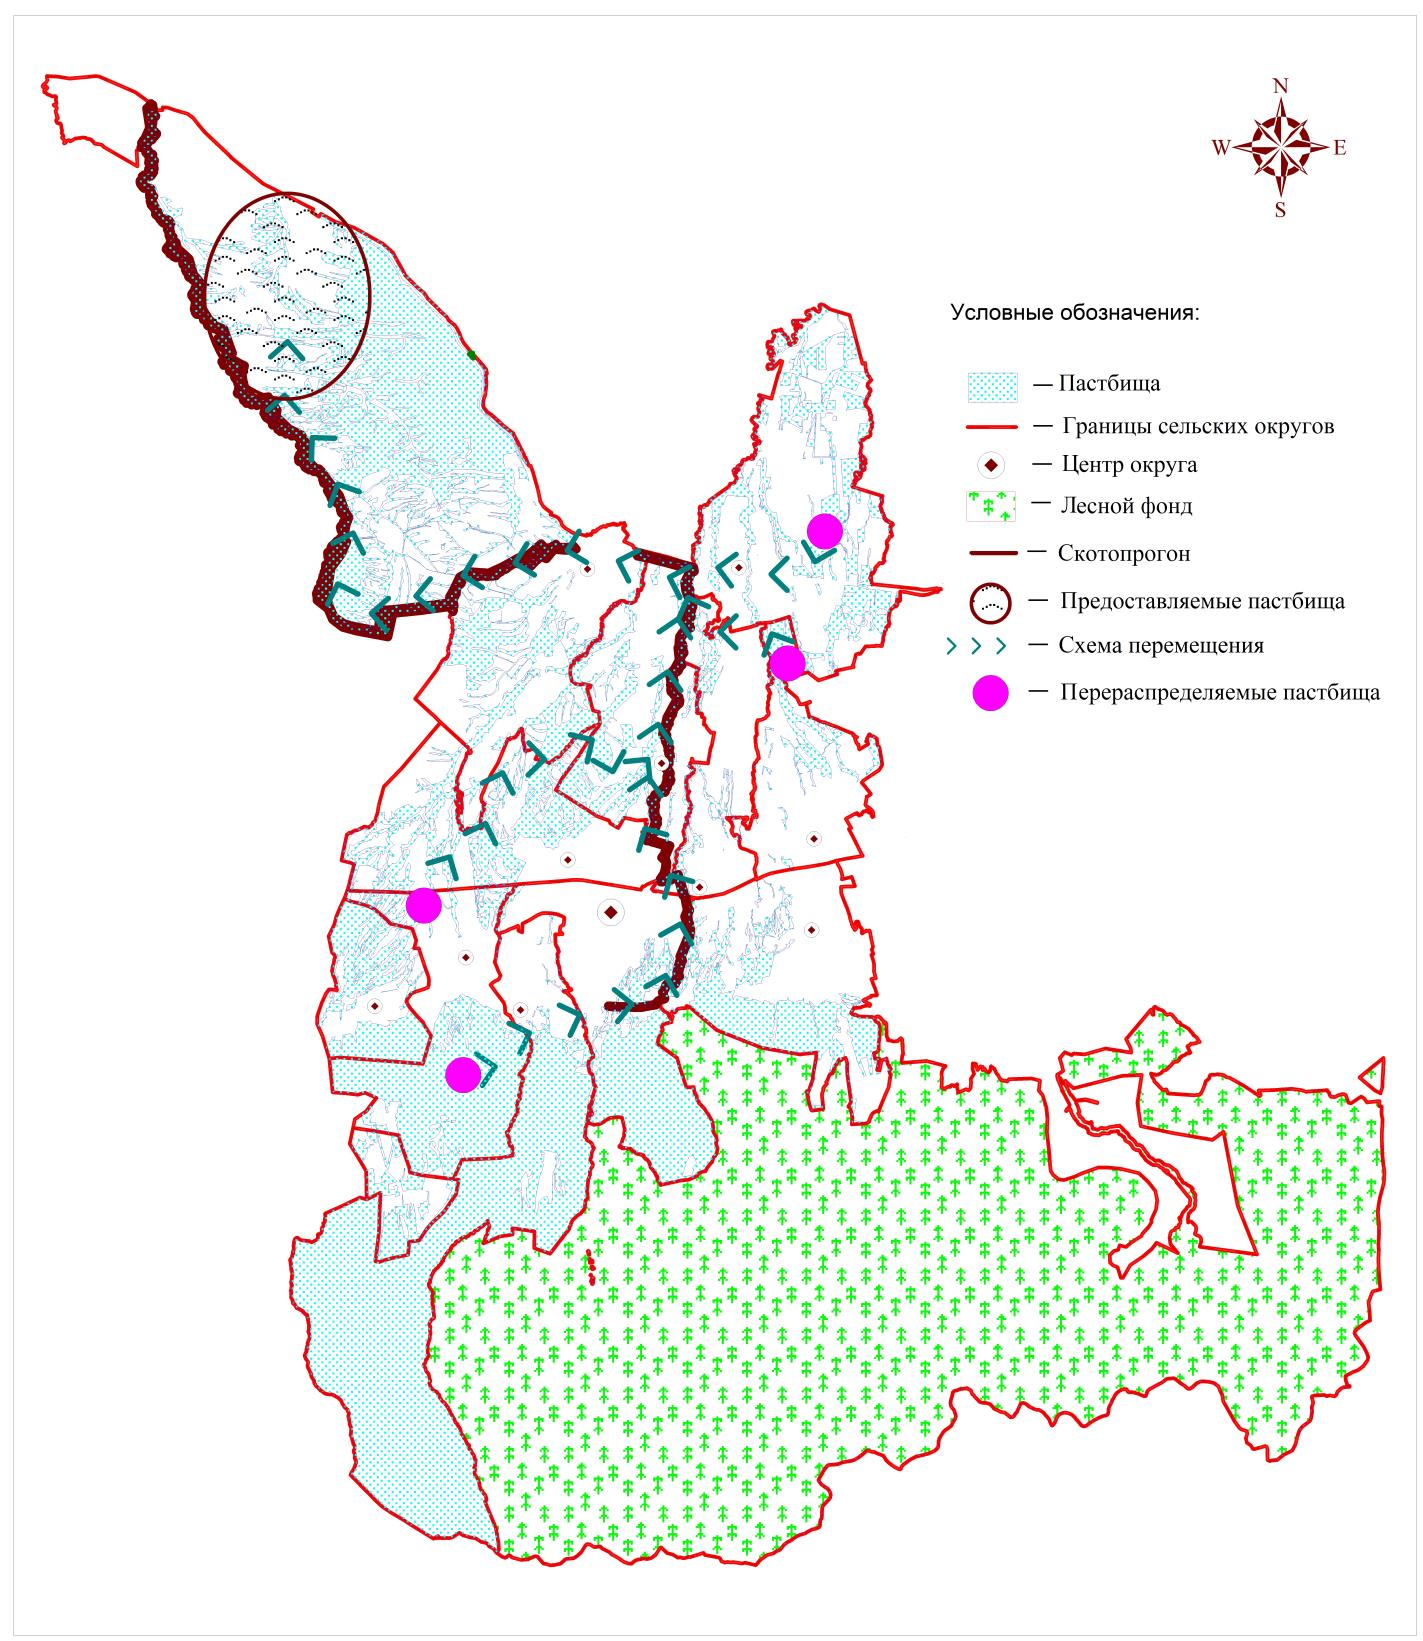 N
W E
S
Условные обозначения:
— Пастбища
— Границы сельских округов
— Центр округа
— Лесной фонд
— Скотопрогон
— Предоставляемые пастбища
— Схема перемещения
— Перераспределяемые пастбища